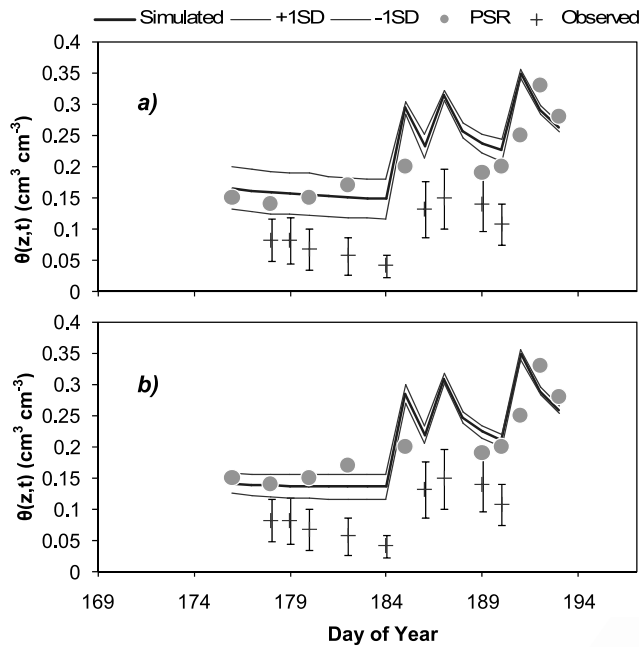 Simulated +1SD -1SD PSR Observed
0.4
0.35
0.3
0.25
0.2
0.15
0.1
0.05
0
θ(z,t) (cm³ cm⁻³)
a)
0.4
0.35
0.3
0.25
0.2
0.15
0.1
0.05
0
θ(z,t) (cm³ cm⁻³)
b)
169 174 179 184 189 194
Day of Year